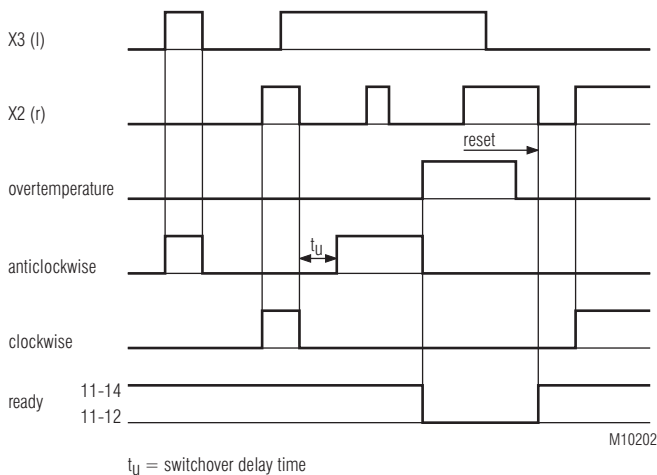 X3 (l)
X2 (r)
reset
overtemperature
tu
anticlockwise
clockwise
11-14
ready
11-12
M10202
tu = switchover delay time